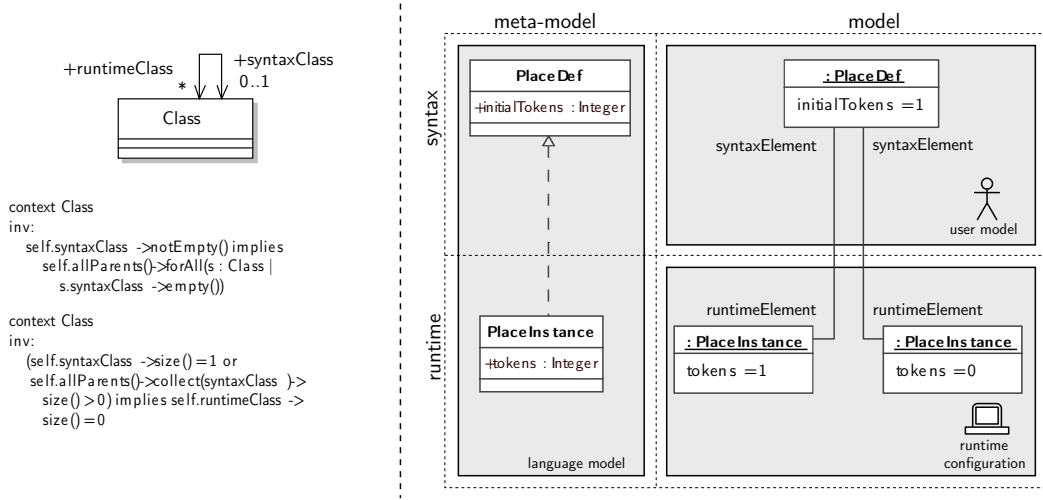 +runtimeClass
+syntaxClass
*
0..1
Class
context Class
inv:
self.syntaxClass ->notEmpty() implies
self.allParents()->forAll(s : Class |
s.syntaxClass ->empty())
context Class
inv:
(self.syntaxClass ->size() = 1 or
self.allParents()->collect(syntaxClass )->
size() > 0) implies self.runtimeClass ->
size() = 0
meta-model
model
syntax
runtime
PlaceDef
+initialTokens : Integer
PlaceInstance
+tokens : Integer
language model
: PlaceDef
initialTokens = 1
syntaxElement
syntaxElement
user model
runtimeElement
runtimeElement
: PlaceInstance
tokens = 1
: PlaceInstance
tokens = 0
runtime
configuration